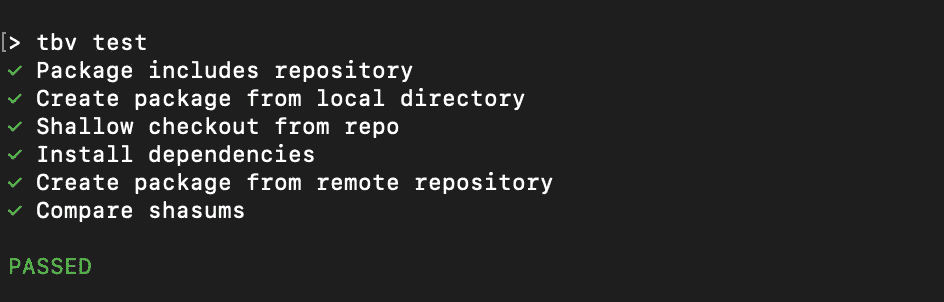 [> tbv test
✓ Package includes repository
✓ Create package from local directory
✓ Shallow checkout from repo
✓ Install dependencies
✓ Create package from remote repository
✓ Compare shasums
PASSED